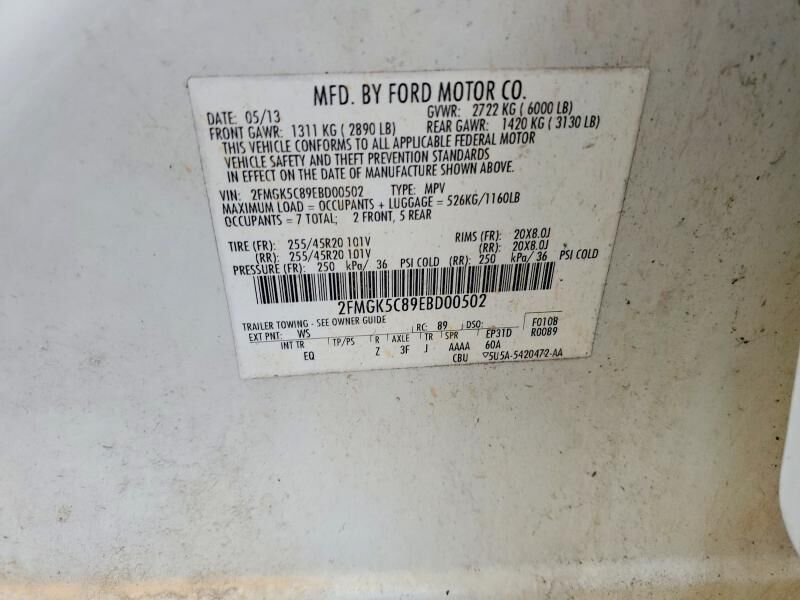 MFD. BY FORD MOTOR CO.
DATE: 05/13 GVWR: 2722 KG ( 6000 LB)
FRONT GAWR: 1311 KG ( 2890 LB) REAR GAWR: 1420 KG ( 3130 LB)
THIS VEHICLE CONFORMS TO ALL APPLICABLE FEDERAL MOTOR
VEHICLE SAFETY AND THEFT PREVENTION STANDARDS
IN EFFECT ON THE DATE OF MANUFACTURE SHOWN ABOVE.
VIN: 2FMGK5C89EBD00502 TYPE: MPV
MAXIMUM LOAD = OCCUPANTS + LUGGAGE = 526KG/1160LB
OCCUPANTS = 7 TOTAL; 2 FRONT, 5 REAR
TIRE (FR): 255/45R20 101V RIMS (FR): 20X8.0J
(RR): 255/45R20 101V (RR): 20X8.0J
PRESSURE (FR): 250 kPa/ 36 PSI COLD (RR): 250 kPa/ 36 PSI COLD
2FMGK5C89EBD00502
TRAILER TOWING - SEE OWNER GUIDE F010B
EXT PNT: WS RC: 89 DSO: R0089
INT TR TP/PS R AXLE TR SPR EP31D
EQ Z 3F J AAAA 60A
CBU ▽5U5A-5420472-AA